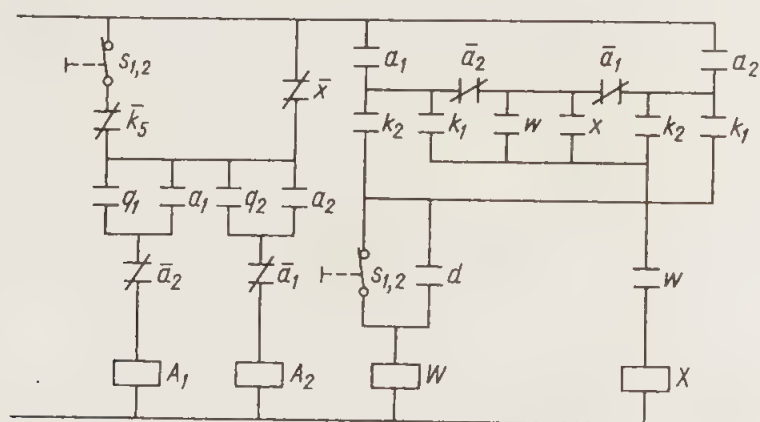 s₁,₂
k̄₅
x̄
a₁
ā₂
ā₁
a₂
k₂
k₁
w
x
k₂
k₁
q₁
a₁
q₂
a₂
ā₂
ā₁
s₁,₂
d
w
A₁
A₂
W
X